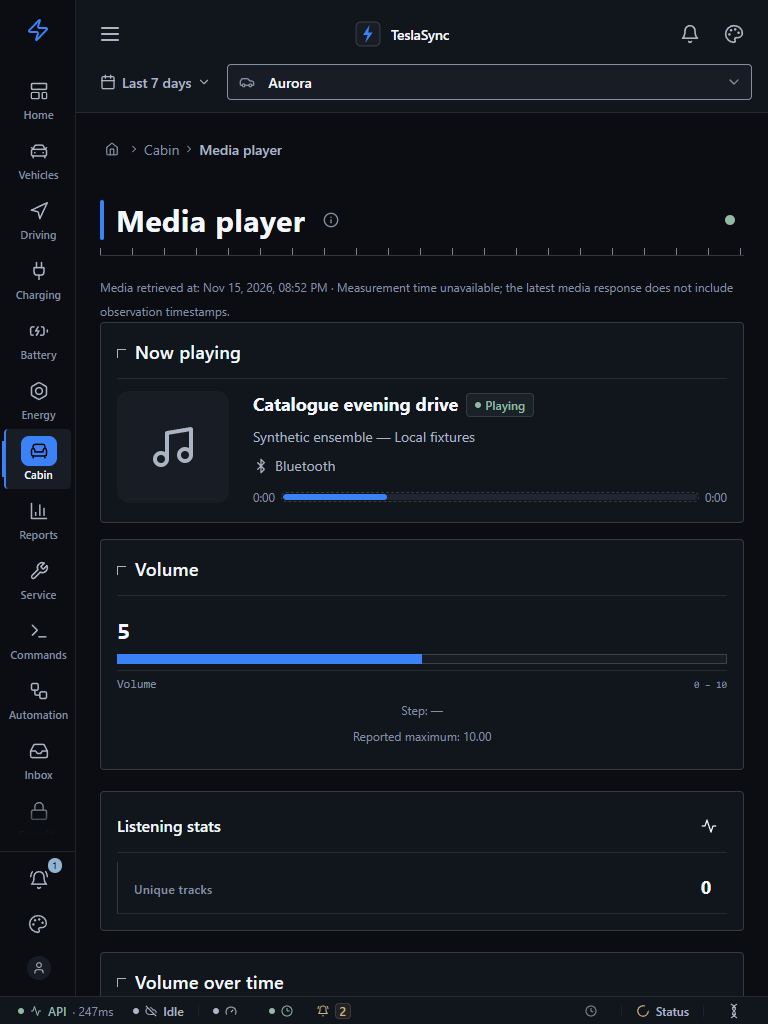 TeslaSync
Last 7 days
Aurora
Home
Vehicles
Driving
Charging
Battery
Energy
Cabin
Reports
Service
Commands
Automation
Inbox
1
Cabin
Media player
Media player
Media retrieved at: Nov 15, 2026, 08:52 PM · Measurement time unavailable; the latest media response does not include
observation timestamps.
Now playing
Catalogue evening drive
Playing
Synthetic ensemble — Local fixtures
Bluetooth
0:00
0:00
Volume
5
Volume
0 – 10
Step: —
Reported maximum: 10.00
Listening stats
Unique tracks
0
Volume over time
API · 247ms
Idle
2
Status